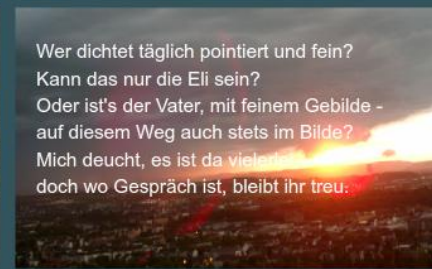 Wer dichtet täglich pointiert und fein?
Kann das nur die Eli sein?
Oder ist's der Vater, mit feinem Gebilde -
auf diesem Weg auch stets im Bilde?
Mich deucht, es ist da
doch wo Gespräch ist, bleibt ihr treu.